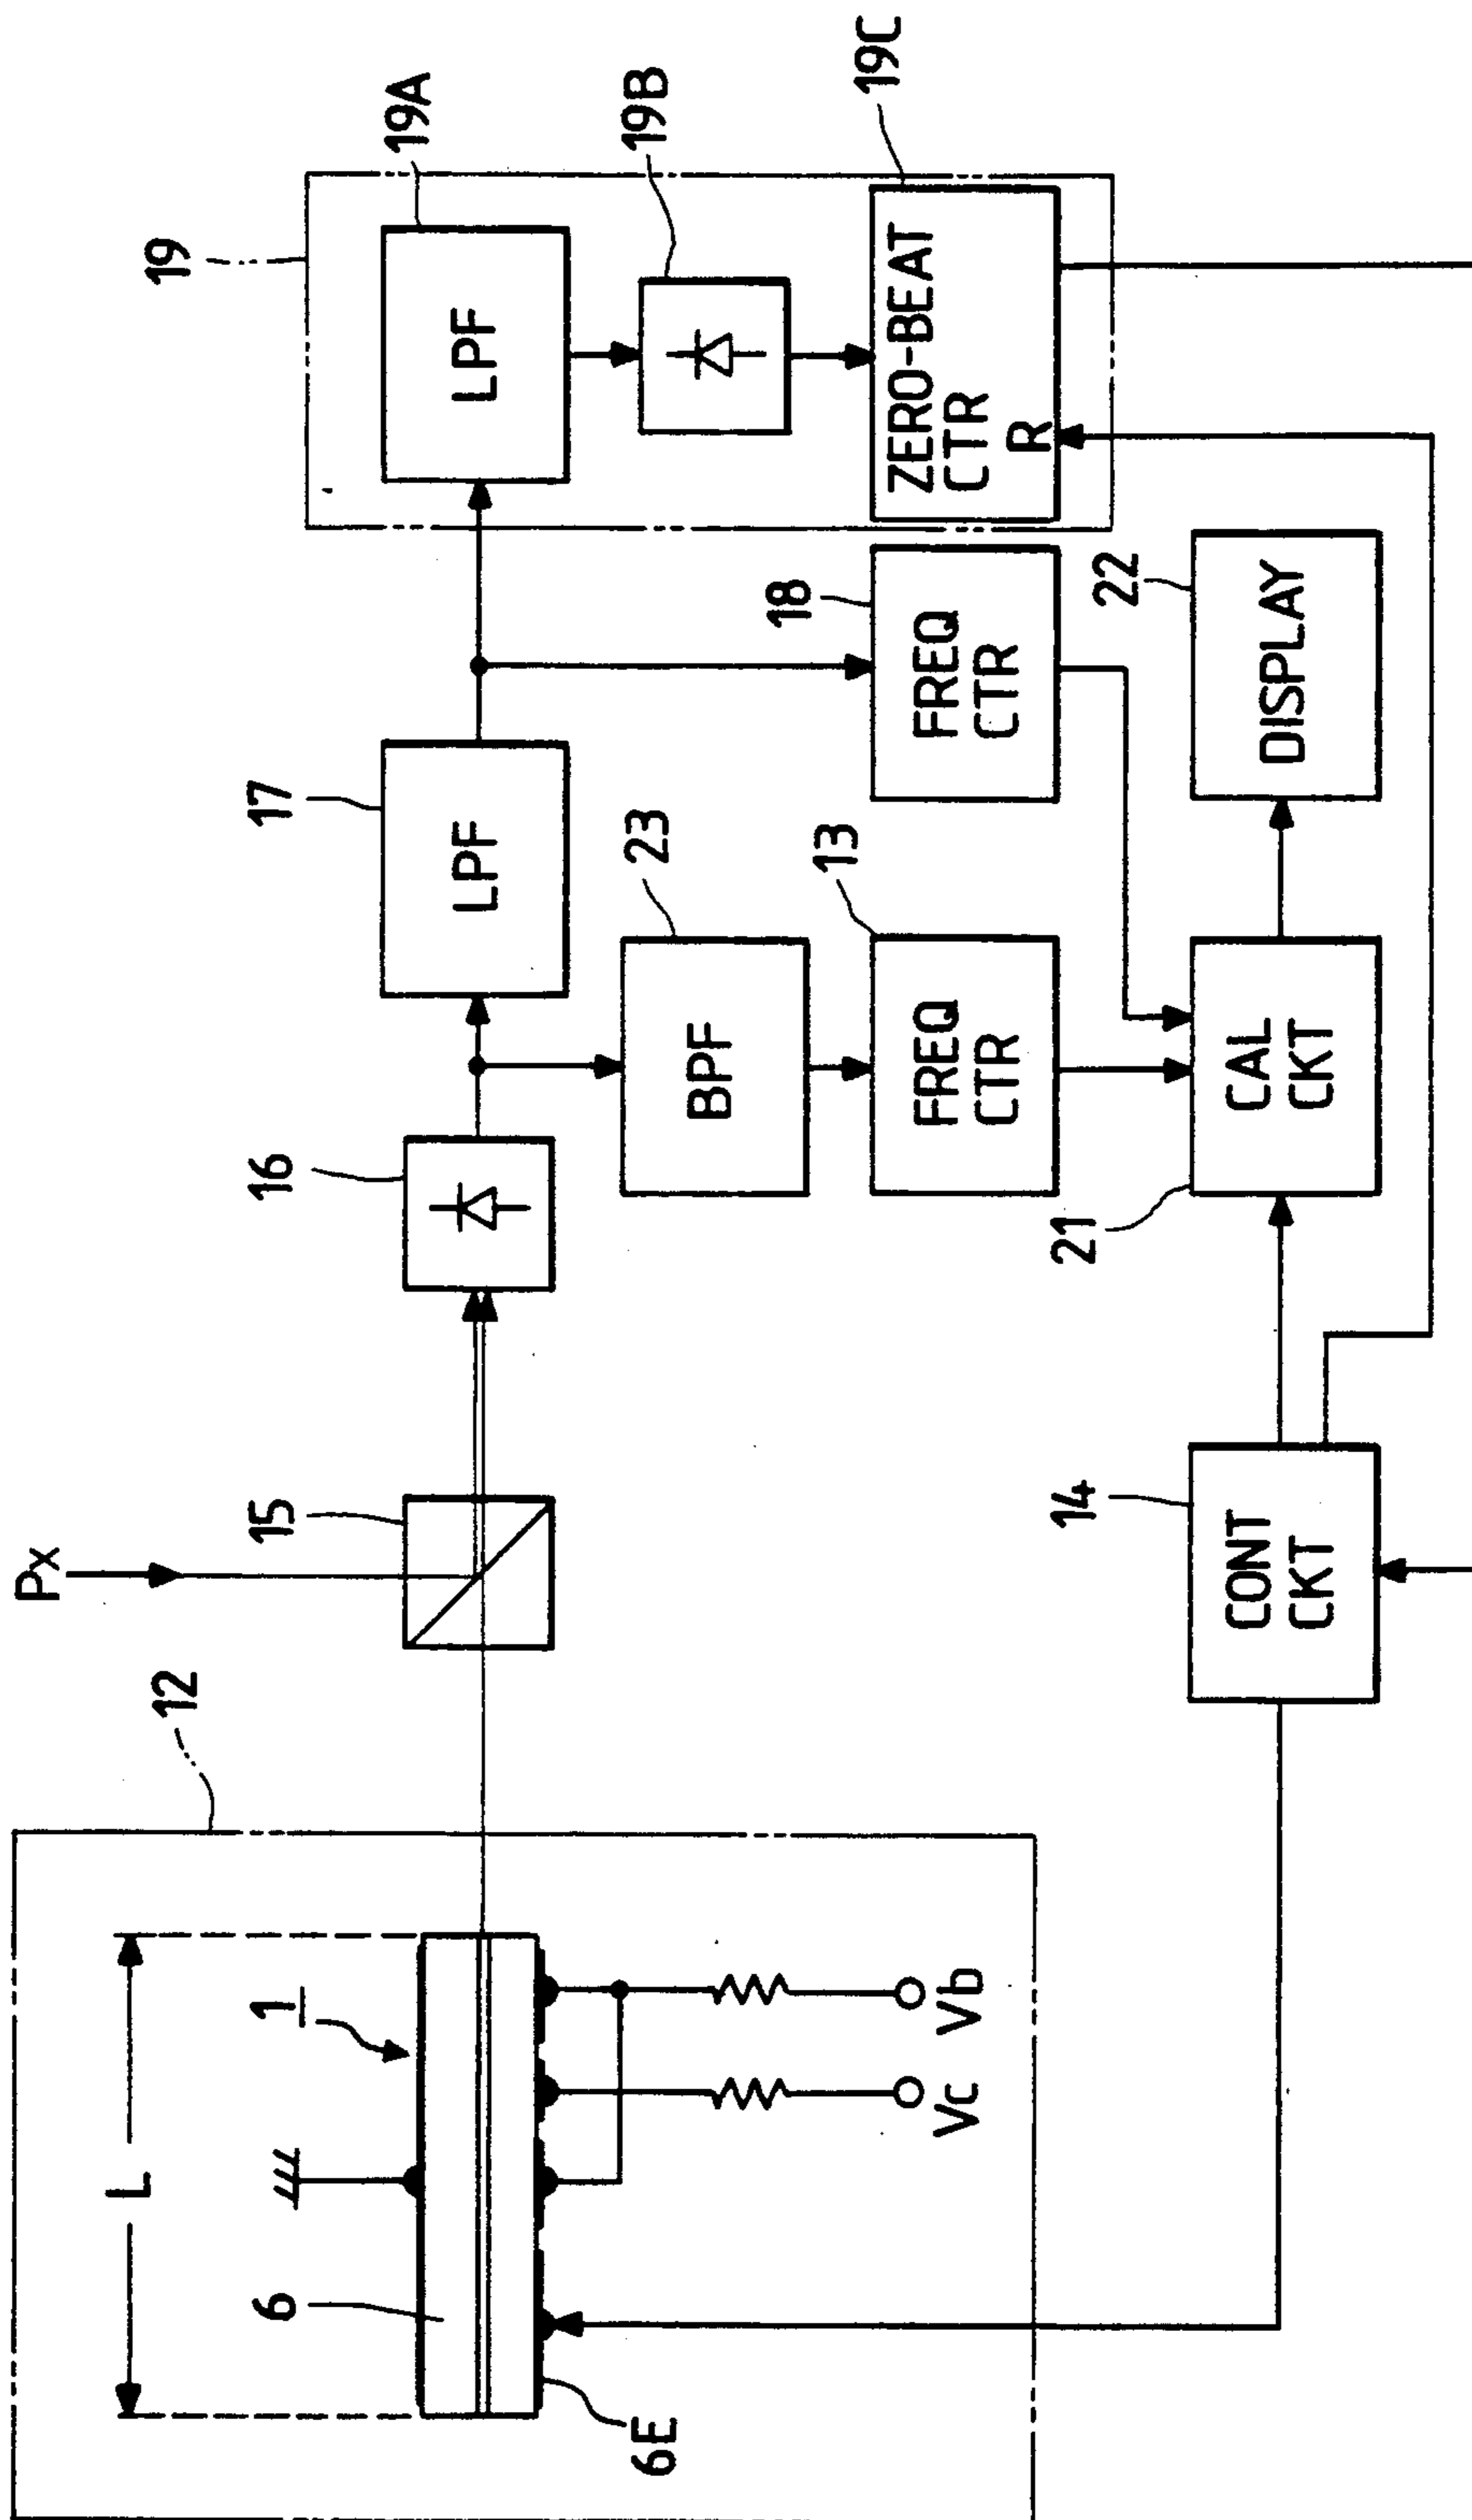 12
L
1
6
6E
Vc
Vb
Px
15
16
17
LPF
19
19A
LPF
19B
19C
ZERO-BEAT
CTR
R
23
BPF
13
FREQ
CTR
18
FREQ
CTR
14
CONT
CKT
21
CAL
CKT
22
DISPLAY